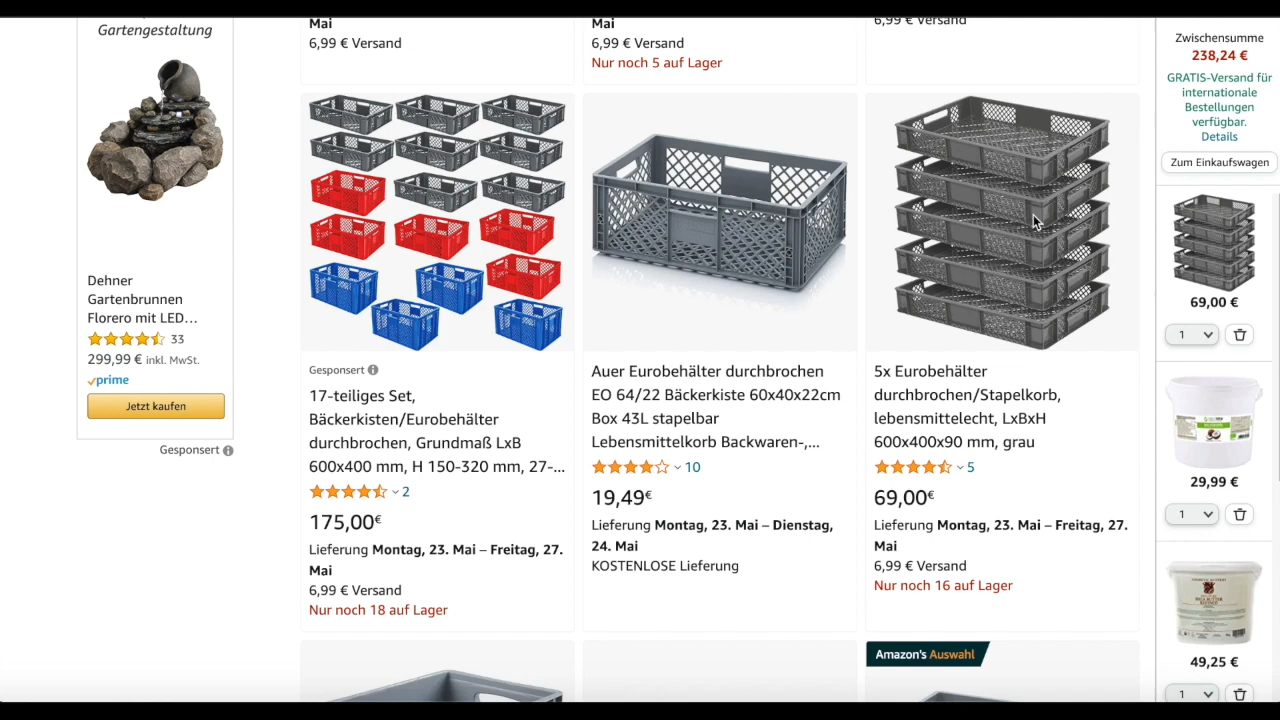 Gartengestaltung
Dehner
Gartenbrunnen
Florero mit LED…
33
299,99 € inkl. MwSt.
prime
Jetzt kaufen
Gesponsert
Mai
6,99 € Versand
Mai
6,99 € Versand
Nur noch 5 auf Lager
6,99 € Versand
Gesponsert
17-teiliges Set,
Bäckerkisten/Eurobehälter
durchbrochen, Grundmaß LxB
600x400 mm, H 150-320 mm, 27-…
2
175,00€
Lieferung Montag, 23. Mai – Freitag, 27.
Mai
6,99 € Versand
Nur noch 18 auf Lager
Auer Eurobehälter durchbrochen
EO 64/22 Bäckerkiste 60x40x22cm
Box 43L stapelbar
Lebensmittelkorb Backwaren-,…
10
19,49€
Lieferung Montag, 23. Mai – Dienstag,
24. Mai
KOSTENLOSE Lieferung
5x Eurobehälter
durchbrochen/Stapelkorb,
lebensmittelecht, LxBxH
600x400x90 mm, grau
5
69,00€
Lieferung Montag, 23. Mai – Freitag, 27.
Mai
6,99 € Versand
Nur noch 16 auf Lager
Amazon's Auswahl
Zwischensumme
238,24 €
GRATIS-Versand für
internationale
Bestellungen
verfügbar.
Details
Zum Einkaufswagen
69,00 €
1
29,99 €
1
49,25 €
1